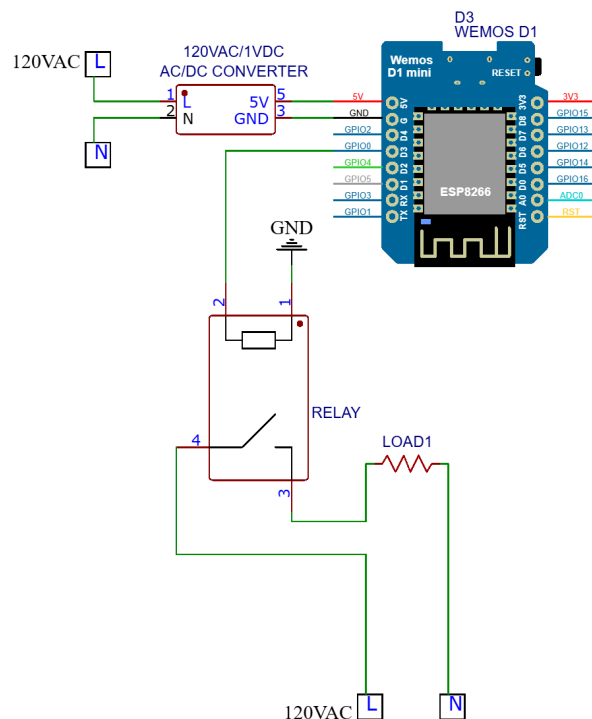 D3
WEMOS D1
120VAC/1VDC
AC/DC CONVERTER
120VAC
L
1
L
5V
5
2
N
GND
3
N
Wemos
D1 mini
RESET
5V
GND
GPIO2
GPIO0
GPIO4
GPIO5
GPIO3
GPIO1
5V
G
D4
D3
D2
D1
RX
TX
ESP8266
3V3
D8
D7
D6
D5
D0
A0
RST
3V3
GPIO15
GPIO13
GPIO12
GPIO14
GPIO16
ADC0
RST
GND
2
1
RELAY
4
3
LOAD1
120VAC
L
N